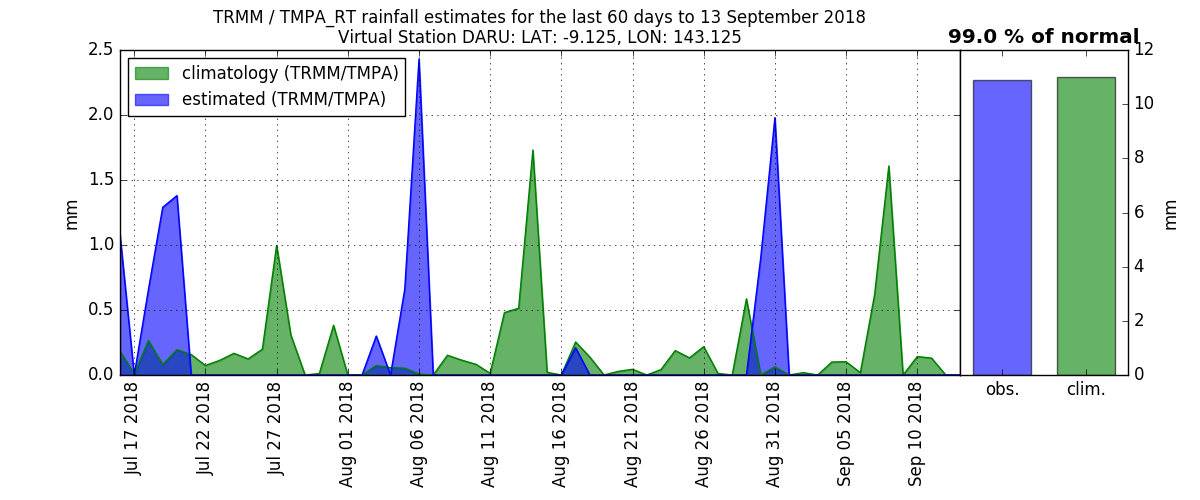 TRMM / TMPA_RT rainfall estimates for the last 60 days to 13 September 2018
Virtual Station DARU: LAT: -9.125, LON: 143.125
99.0 % of normal
climatology (TRMM/TMPA)
estimated (TRMM/TMPA)
2.5
2.0
1.5
1.0
0.5
0.0
mm
Jul 17 2018
Jul 22 2018
Jul 27 2018
Aug 01 2018
Aug 06 2018
Aug 11 2018
Aug 16 2018
Aug 21 2018
Aug 26 2018
Aug 31 2018
Sep 05 2018
Sep 10 2018
obs.
clim.
12
10
8
6
4
2
0
mm